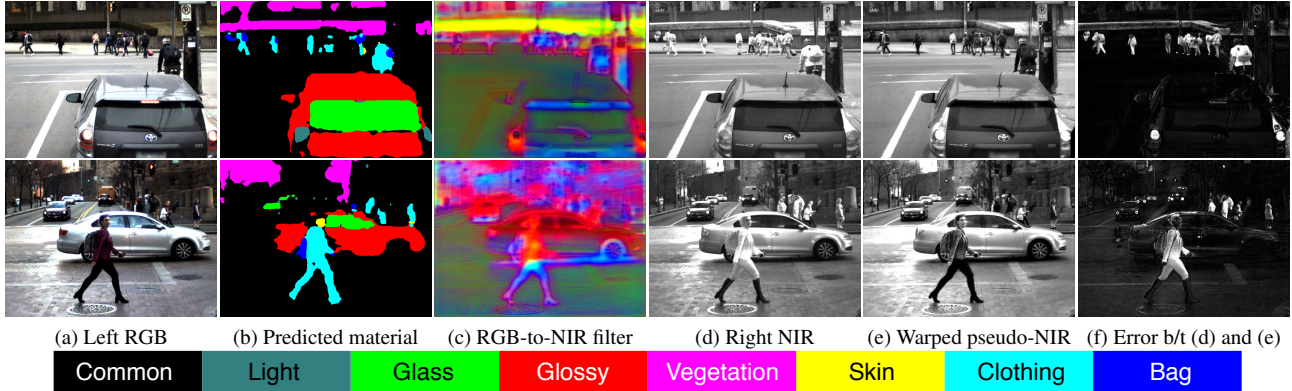 (a) Left RGB (b) Predicted material (c) RGB-to-NIR filter (d) Right NIR (e) Warped pseudo-NIR (f) Error b/t (d) and (e)
Common Light Glass Glossy Vegetation Skin Clothing Bag